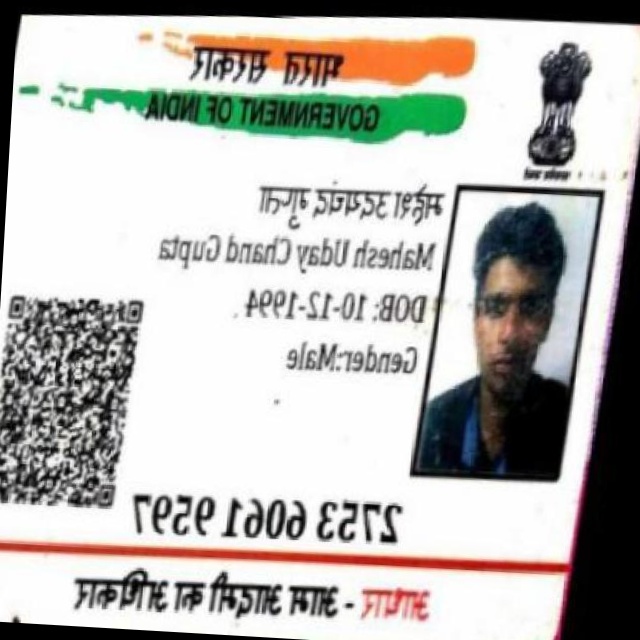 भारत सरकार
GOVERNMENT OF INDIA
महेश उदयचंद गुप्ता
Mahesh Uday Chand Gupta
DOB: 10-12-1994
Gender:Male
2753 6061 9597
आधार - आम आदमी का अधिकार